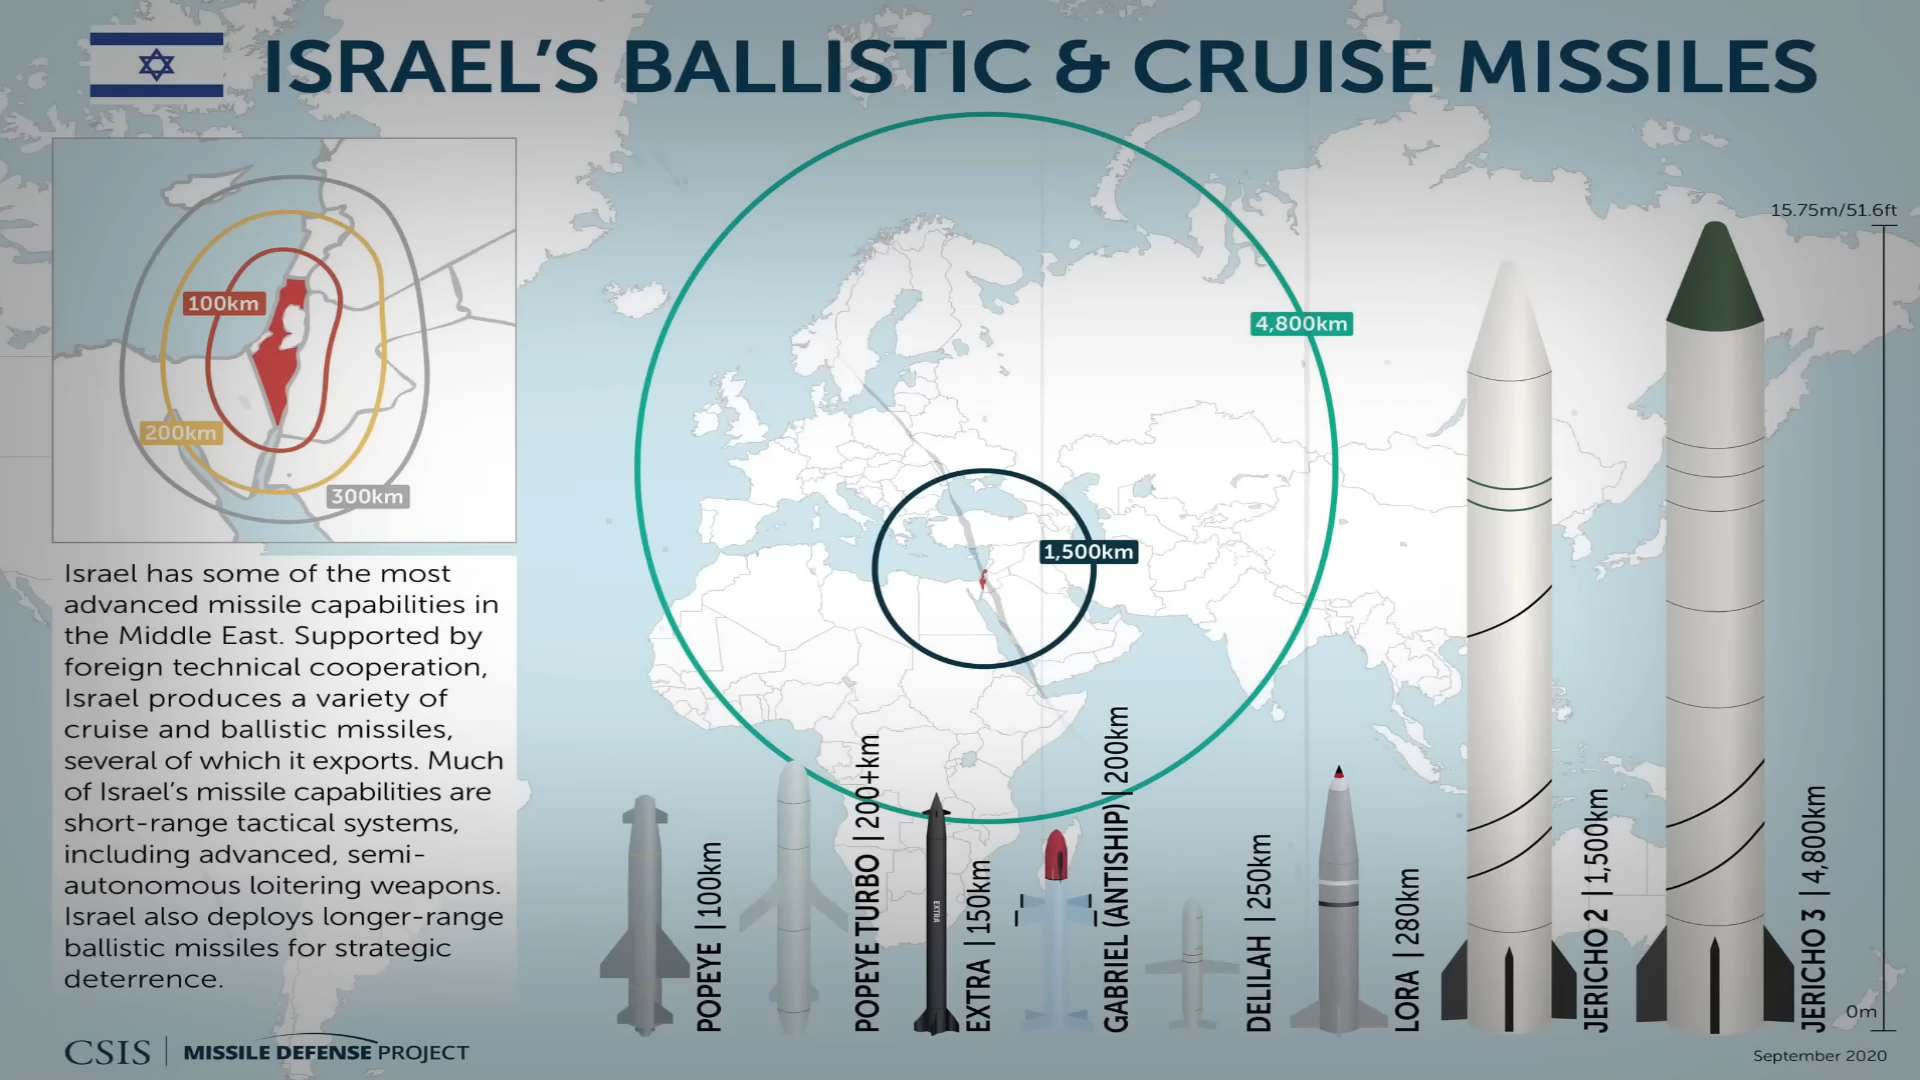 ISRAEL'S BALLISTIC & CRUISE MISSILES
100km
200km
300km
4,800km
1,500km
15.75m/51.6ft
Israel has some of the most
advanced missile capabilities in
the Middle East. Supported by
foreign technical cooperation,
Israel produces a variety of
cruise and ballistic missiles,
several of which it exports. Much
of Israel's missile capabilities are
short-range tactical systems,
including advanced, semi-
autonomous loitering weapons.
Israel also deploys longer-range
ballistic missiles for strategic
deterrence.
POPEYE | 100km
POPEYE TURBO | 200+km
EXTRA
EXTRA | 150km
GABRIEL (ANTISHIP) | 200km
DELILAH | 250km
LORA | 280km
JERICHO 2 | 1,500km
JERICHO 3 | 4,800km
0m
CSIS | MISSILE DEFENSE PROJECT
September 2020